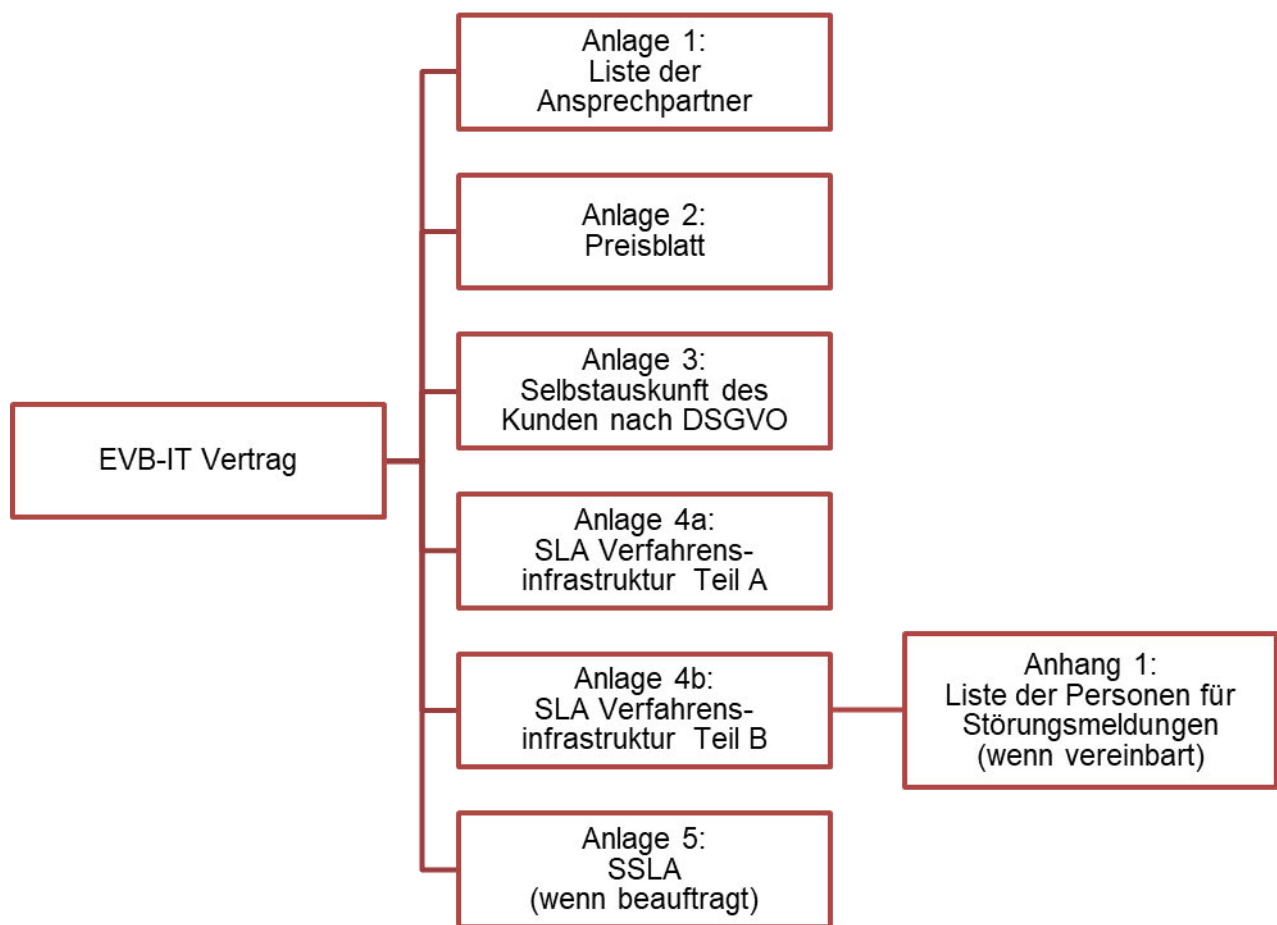 EVB-IT Vertrag
Anlage 1:
Liste der
Ansprechpartner
Anlage 2:
Preisblatt
Anlage 3:
Selbstauskunft des
Kunden nach DSGVO
Anlage 4a:
SLA Verfahrens-
infrastruktur Teil A
Anlage 4b:
SLA Verfahrens-
infrastruktur Teil B
Anhang 1:
Liste der Personen für
Störungsmeldungen
(wenn vereinbart)
Anlage 5:
SSLA
(wenn beauftragt)